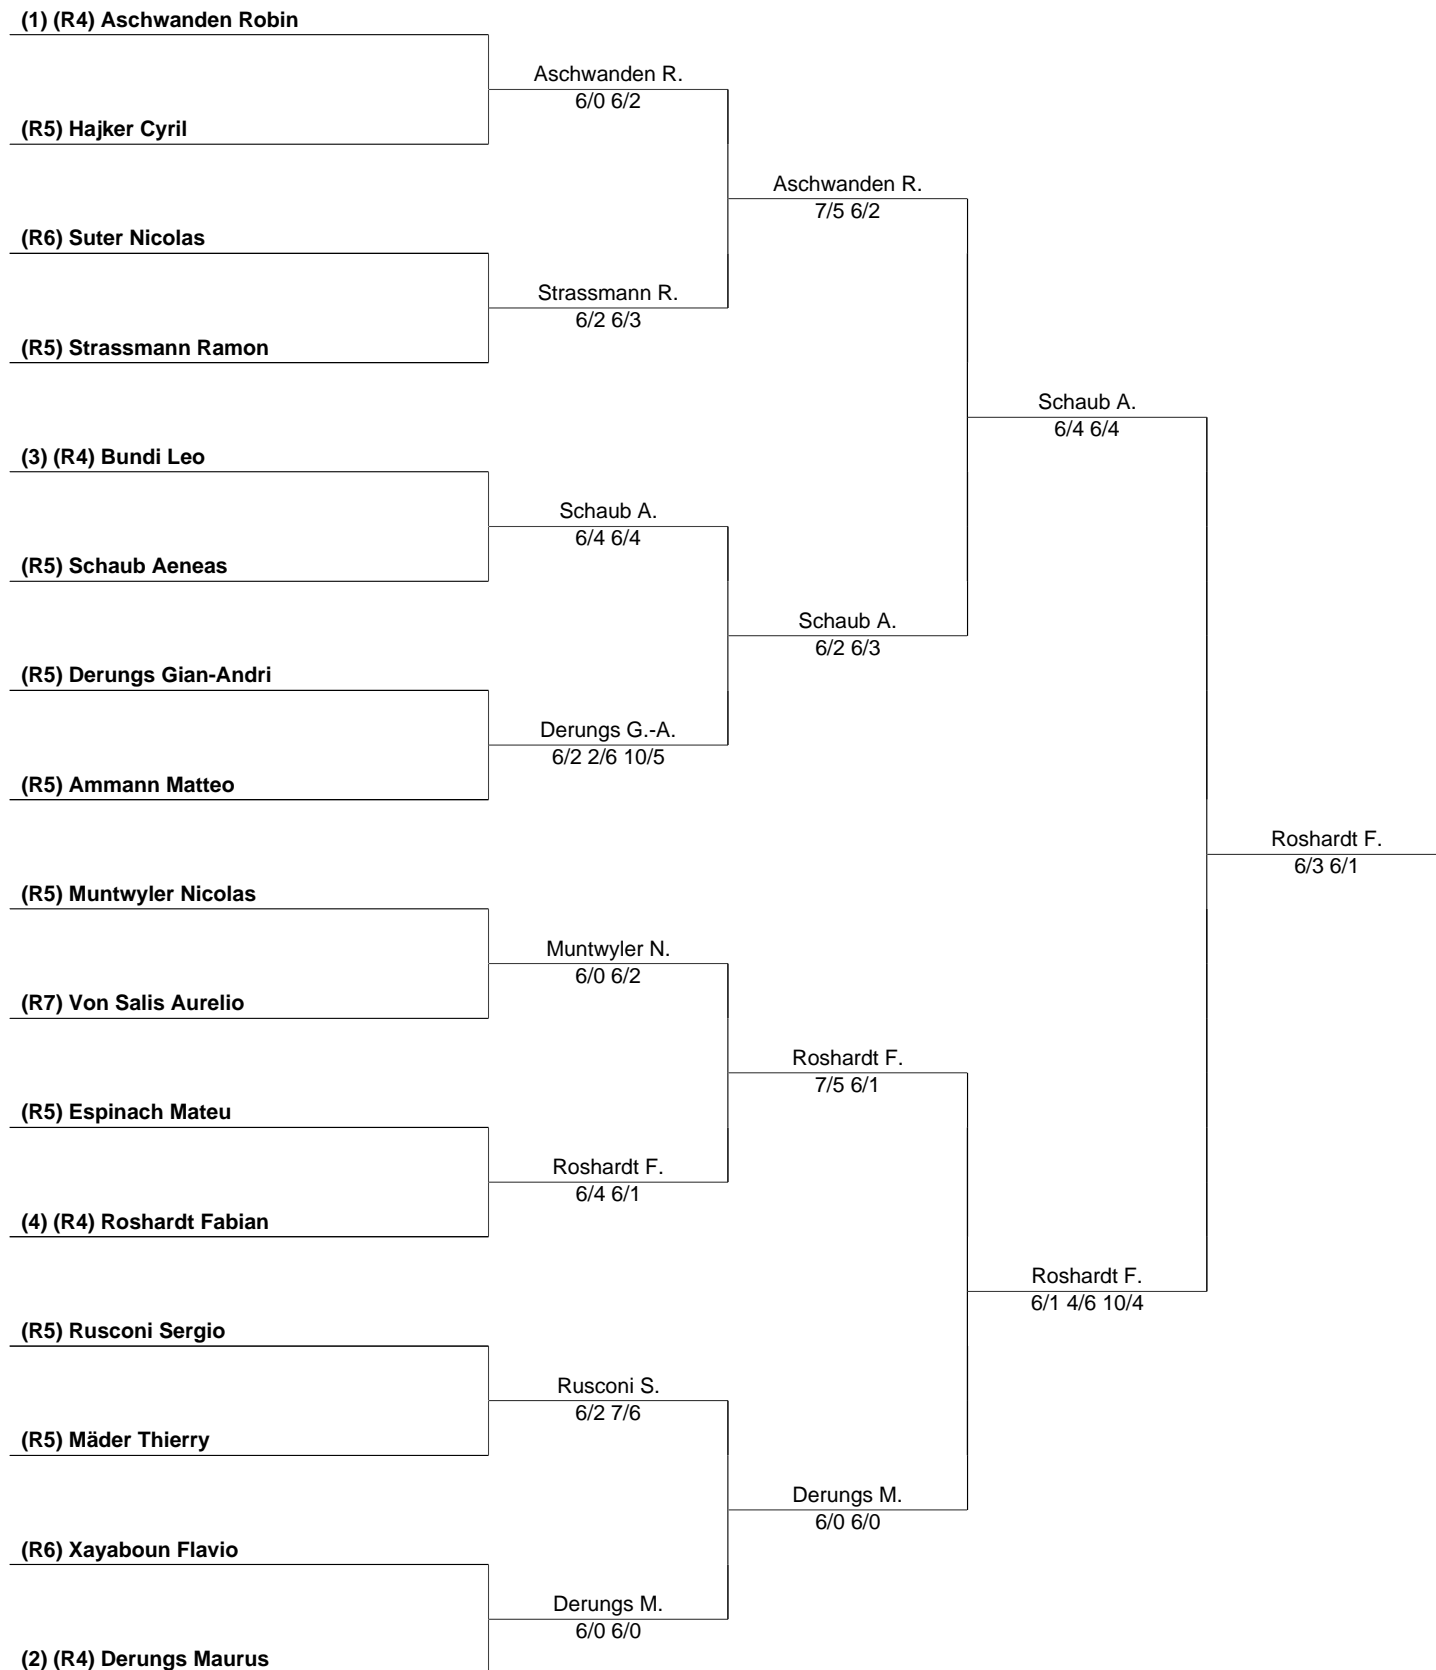 (1) (R4) Aschwanden Robin
Aschwanden R.
6/0 6/2
(R5) Hajker Cyril
Aschwanden R.
7/5 6/2
(R6) Suter Nicolas
Strassmann R.
6/2 6/3
(R5) Strassmann Ramon
Schaub A.
6/4 6/4
(3) (R4) Bundi Leo
Schaub A.
6/4 6/4
(R5) Schaub Aeneas
Schaub A.
6/2 6/3
(R5) Derungs Gian-Andri
Derungs G.-A.
6/2 2/6 10/5
(R5) Ammann Matteo
Roshardt F.
6/3 6/1
(R5) Muntwyler Nicolas
Muntwyler N.
6/0 6/2
(R7) Von Salis Aurelio
Roshardt F.
7/5 6/1
(R5) Espinach Mateu
Roshardt F.
6/4 6/1
(4) (R4) Roshardt Fabian
Roshardt F.
6/1 4/6 10/4
(R5) Rusconi Sergio
Rusconi S.
6/2 7/6
(R5) Mäder Thierry
Derungs M.
6/0 6/0
(R6) Xayaboun Flavio
Derungs M.
6/0 6/0
(2) (R4) Derungs Maurus